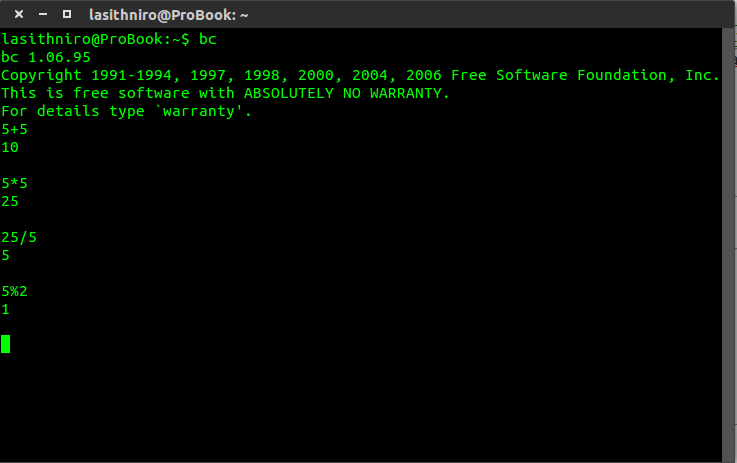 lasithniro@ProBook: ~
lasithniro@ProBook:~$ bc
bc 1.06.95
Copyright 1991-1994, 1997, 1998, 2000, 2004, 2006 Free Software Foundation, Inc.
This is free software with ABSOLUTELY NO WARRANTY.
For details type `warranty'.
5+5
10
5*5
25
25/5
5
5%2
1